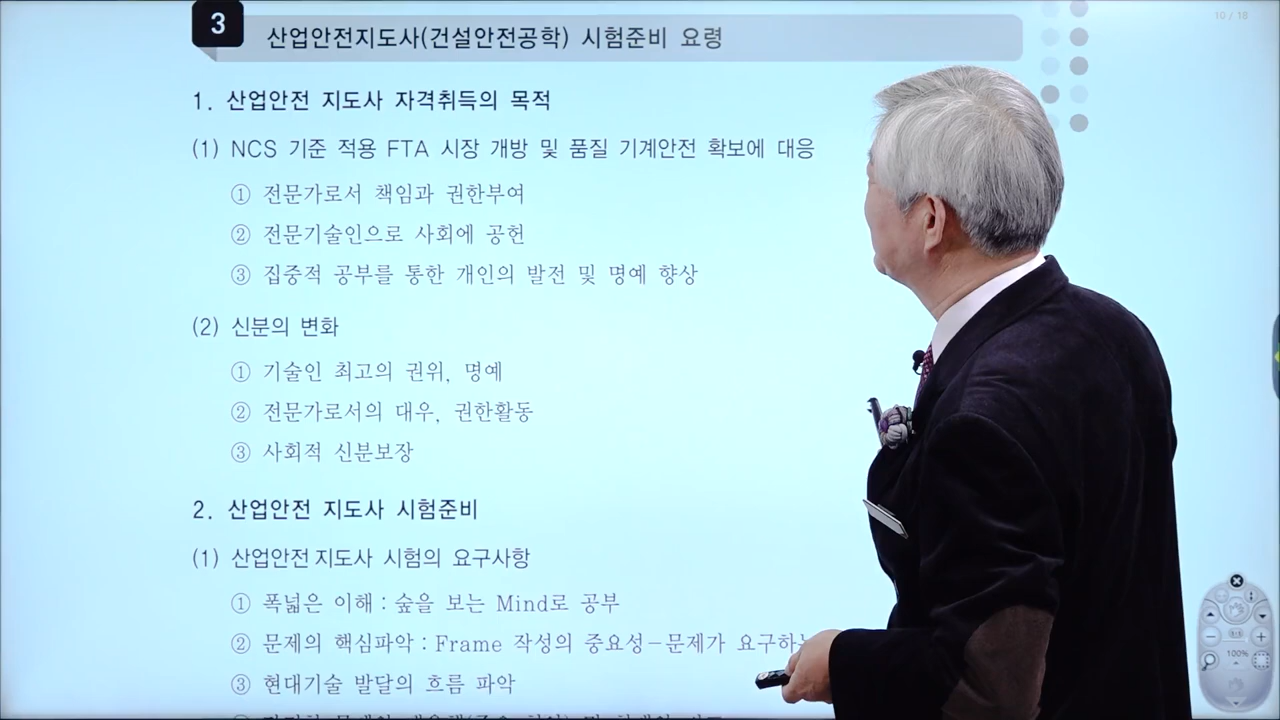 10 / 18
3
산업안전지도사(건설안전공학) 시험준비 요령
1. 산업안전 지도사 자격취득의 목적
(1) NCS 기준 적용 FTA 시장 개방 및 품질 기계안전 확보에 대응
① 전문가로서 책임과 권한부여
② 전문기술인으로 사회에 공헌
③ 집중적 공부를 통한 개인의 발전 및 명예 향상
(2) 신분의 변화
① 기술인 최고의 권위, 명예
② 전문가로서의 대우, 권한활동
③ 사회적 신분보장
2. 산업안전 지도사 시험준비
(1) 산업안전 지도사 시험의 요구사항
① 폭넓은 이해 : 숲을 보는 Mind로 공부
② 문제의 핵심파악 : Frame 작성의 중요성-문제가 요구하는
③ 현대기술 발달의 흐름 파악
100%